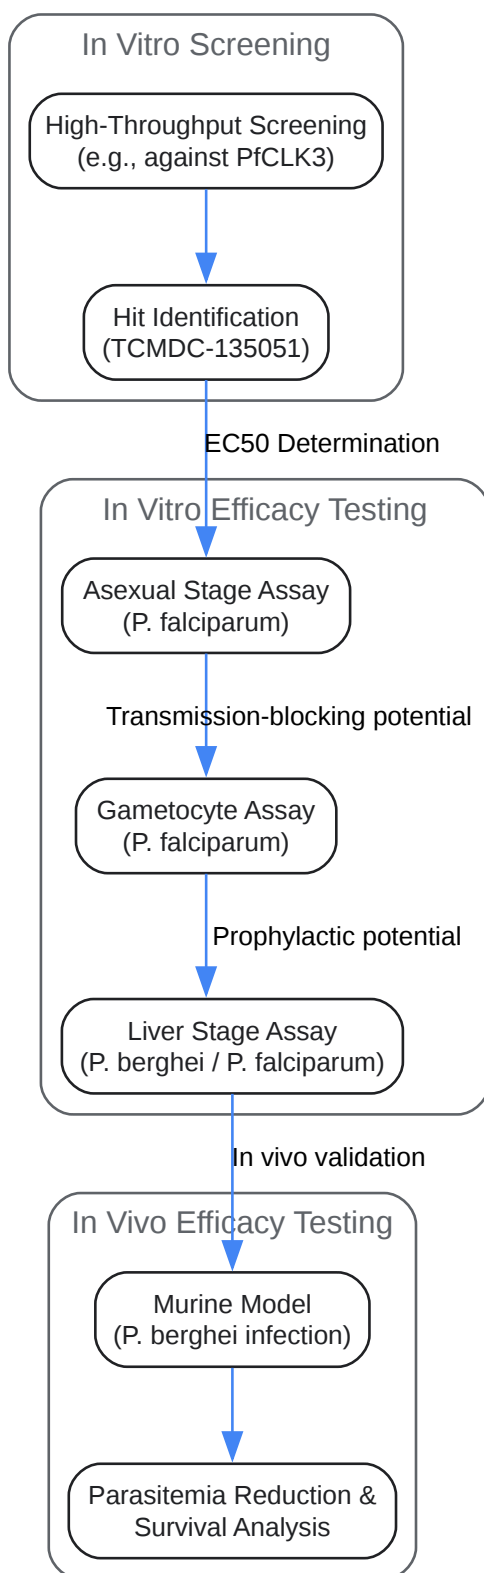 In Vitro Screening
High-Throughput Screening
(e.g., against PfCLK3)
Hit Identification
(TCMDC-135051)
EC50 Determination
In Vitro Efficacy Testing
Asexual Stage Assay
(P. falciparum)
Transmission-blocking potential
Gametocyte Assay
(P. falciparum)
Prophylactic potential
Liver Stage Assay
(P. berghei / P. falciparum)
In vivo validation
In Vivo Efficacy Testing
Murine Model
(P. berghei infection)
Parasitemia Reduction &
Survival Analysis